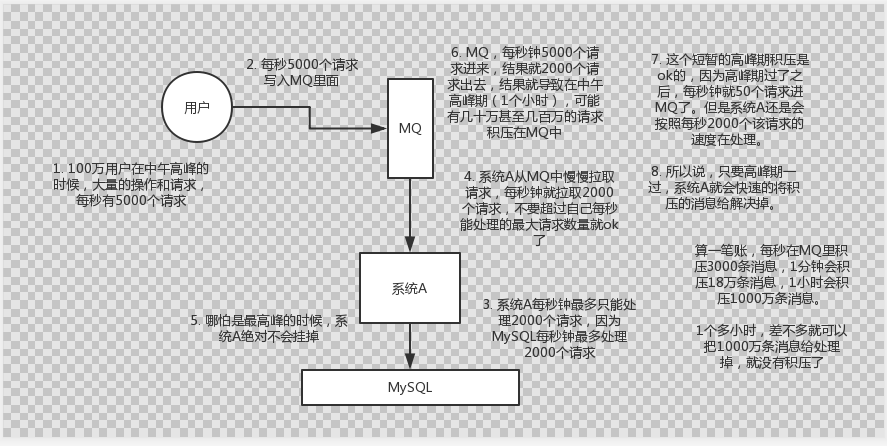 用户
1. 100万用户在中午高峰的
时候，大量的操作和请求，
每秒有5000个请求
2. 每秒5000个请求
写入MQ里面
MQ
6. MQ，每秒钟5000个请
求进来，结果就2000个请
求出去，结果就导致在中午
高峰期（1个小时），可能
有几十万甚至几百万的请求
积压在MQ中
7. 这个短暂的高峰期积压是
ok的，因为高峰期过了之
后，每秒钟就50个请求进
MQ了。但是系统A还是会
按照每秒2000个该请求的
速度在处理。
4. 系统A从MQ中慢慢拉取
请求，每秒钟就拉取2000
个请求，不要超过自己每秒
能处理的最大请求数量就ok
了
8. 所以说，只要高峰期一
过，系统A就会快速的将积
压的消息给解决掉。
系统A
5. 哪怕是最高峰的时候，系
统A绝对不会挂掉
3. 系统A每秒钟最多只能处
理2000个请求，因为
MySQL每秒钟最多处理
2000个请求
算一笔账，每秒在MQ里积
压3000条消息，1分钟会积
压18万条消息，1小时会积
压1000万条消息。
1个多小时，差不多就可以
把1000万条消息给处理
掉，就没有积压了
MySQL